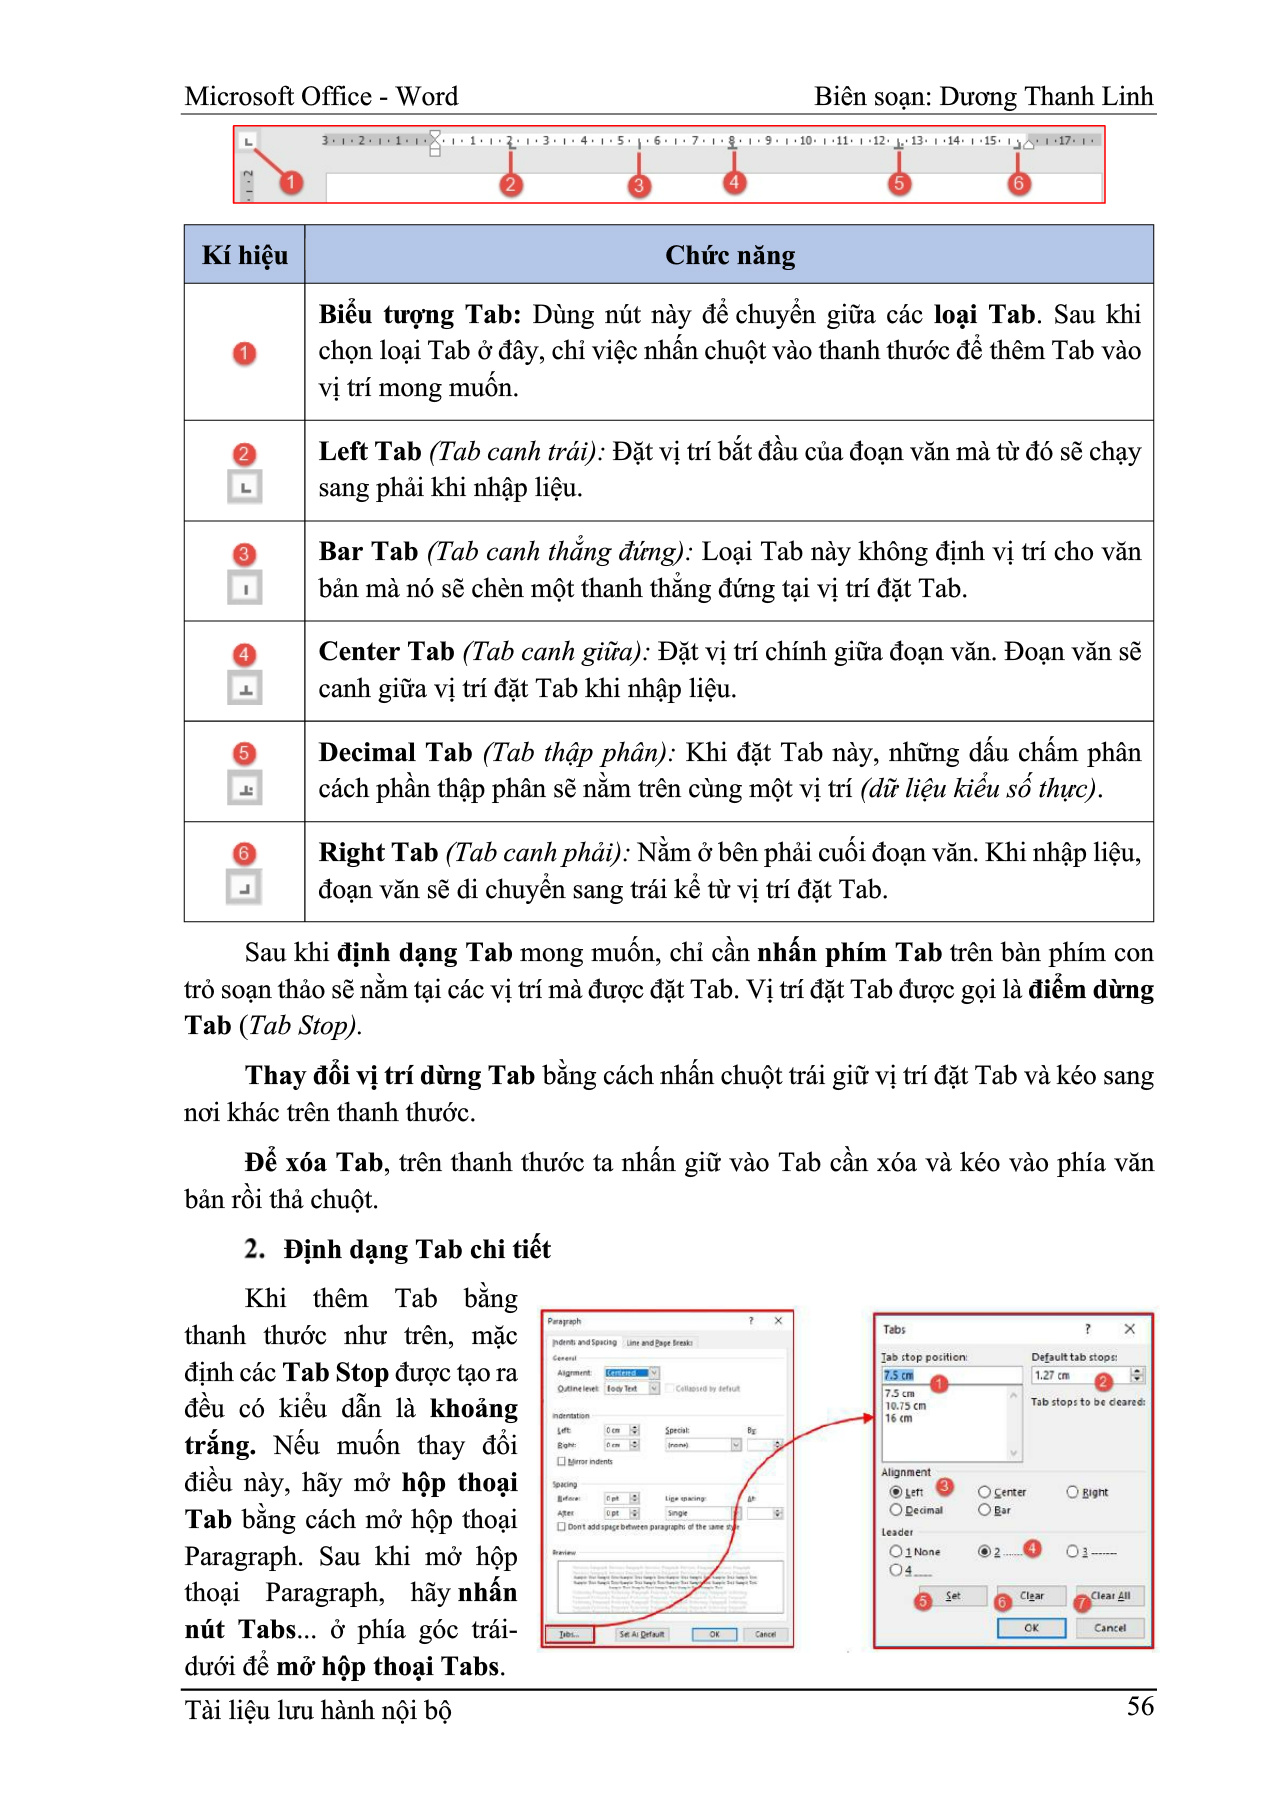 Microsoft Office - Word Biên soạn: Dương Thanh Linh
3 2 1 1 2 3 4 5 6 7 8 9 10 11 12 13 14 15 17
2
1 2 3 4 5 6
Kí hiệu Chức năng
1
Biểu tượng Tab: Dùng nút này để chuyển giữa các loại Tab. Sau khi
chọn loại Tab ở đây, chỉ việc nhấn chuột vào thanh thước để thêm Tab vào
vị trí mong muốn.
2
Left Tab (Tab canh trái): Đặt vị trí bắt đầu của đoạn văn mà từ đó sẽ chạy
sang phải khi nhập liệu.
3
Bar Tab (Tab canh thẳng đứng): Loại Tab này không định vị trí cho văn
bản mà nó sẽ chèn một thanh thẳng đứng tại vị trí đặt Tab.
4
Center Tab (Tab canh giữa): Đặt vị trí chính giữa đoạn văn. Đoạn văn sẽ
canh giữa vị trí đặt Tab khi nhập liệu.
5
Decimal Tab (Tab thập phân): Khi đặt Tab này, những dấu chấm phân
cách phần thập phân sẽ nằm trên cùng một vị trí (dữ liệu kiểu số thực).
6
Right Tab (Tab canh phải): Nằm ở bên phải cuối đoạn văn. Khi nhập liệu,
đoạn văn sẽ di chuyển sang trái kể từ vị trí đặt Tab.
Sau khi định dạng Tab mong muốn, chỉ cần nhấn phím Tab trên bàn phím con
trỏ soạn thảo sẽ nằm tại các vị trí mà được đặt Tab. Vị trí đặt Tab được gọi là điểm dừng
Tab (Tab Stop).
Thay đổi vị trí dừng Tab bằng cách nhấn chuột trái giữ vị trí đặt Tab và kéo sang
nơi khác trên thanh thước.
Để xóa Tab, trên thanh thước ta nhấn giữ vào Tab cần xóa và kéo vào phía văn
bản rồi thả chuột.
2. Định dạng Tab chi tiết
Khi thêm Tab bằng
thanh thước như trên, mặc
định các Tab Stop được tạo ra
đều có kiểu dẫn là khoảng
trắng. Nếu muốn thay đổi
điều này, hãy mở hộp thoại
Tab bằng cách mở hộp thoại
Paragraph. Sau khi mở hộp
thoại Paragraph, hãy nhấn
nút Tabs... ở phía góc trái-
dưới để mở hộp thoại Tabs.
Paragraph ? X
Indents and Spacing Line and Page Breaks
General
Alignment: Centered
Outline level: Body Text Collapsed by default
Indentation
Left: 0 cm Special: By:
Right: 0 cm (none)
Mirror indents
Spacing
Before: 0 pt Line spacing: At:
After: 0 pt Single
Don't add space between paragraphs of the same style
Preview
Tabs... Set As Default OK Cancel
Tabs ? X
Tab stop position: Default tab stops:
7.5 cm 1 1.27 cm 2
7.5 cm
10.75 cm
16 cm
Tab stops to be cleared:
Alignment
Left 3 Center Right
Decimal Bar
Leader
1 None 2 ...... 4 3 -------
4 ____
5 Set 6 Clear 7 Clear All
OK Cancel
Tài liệu lưu hành nội bộ 56